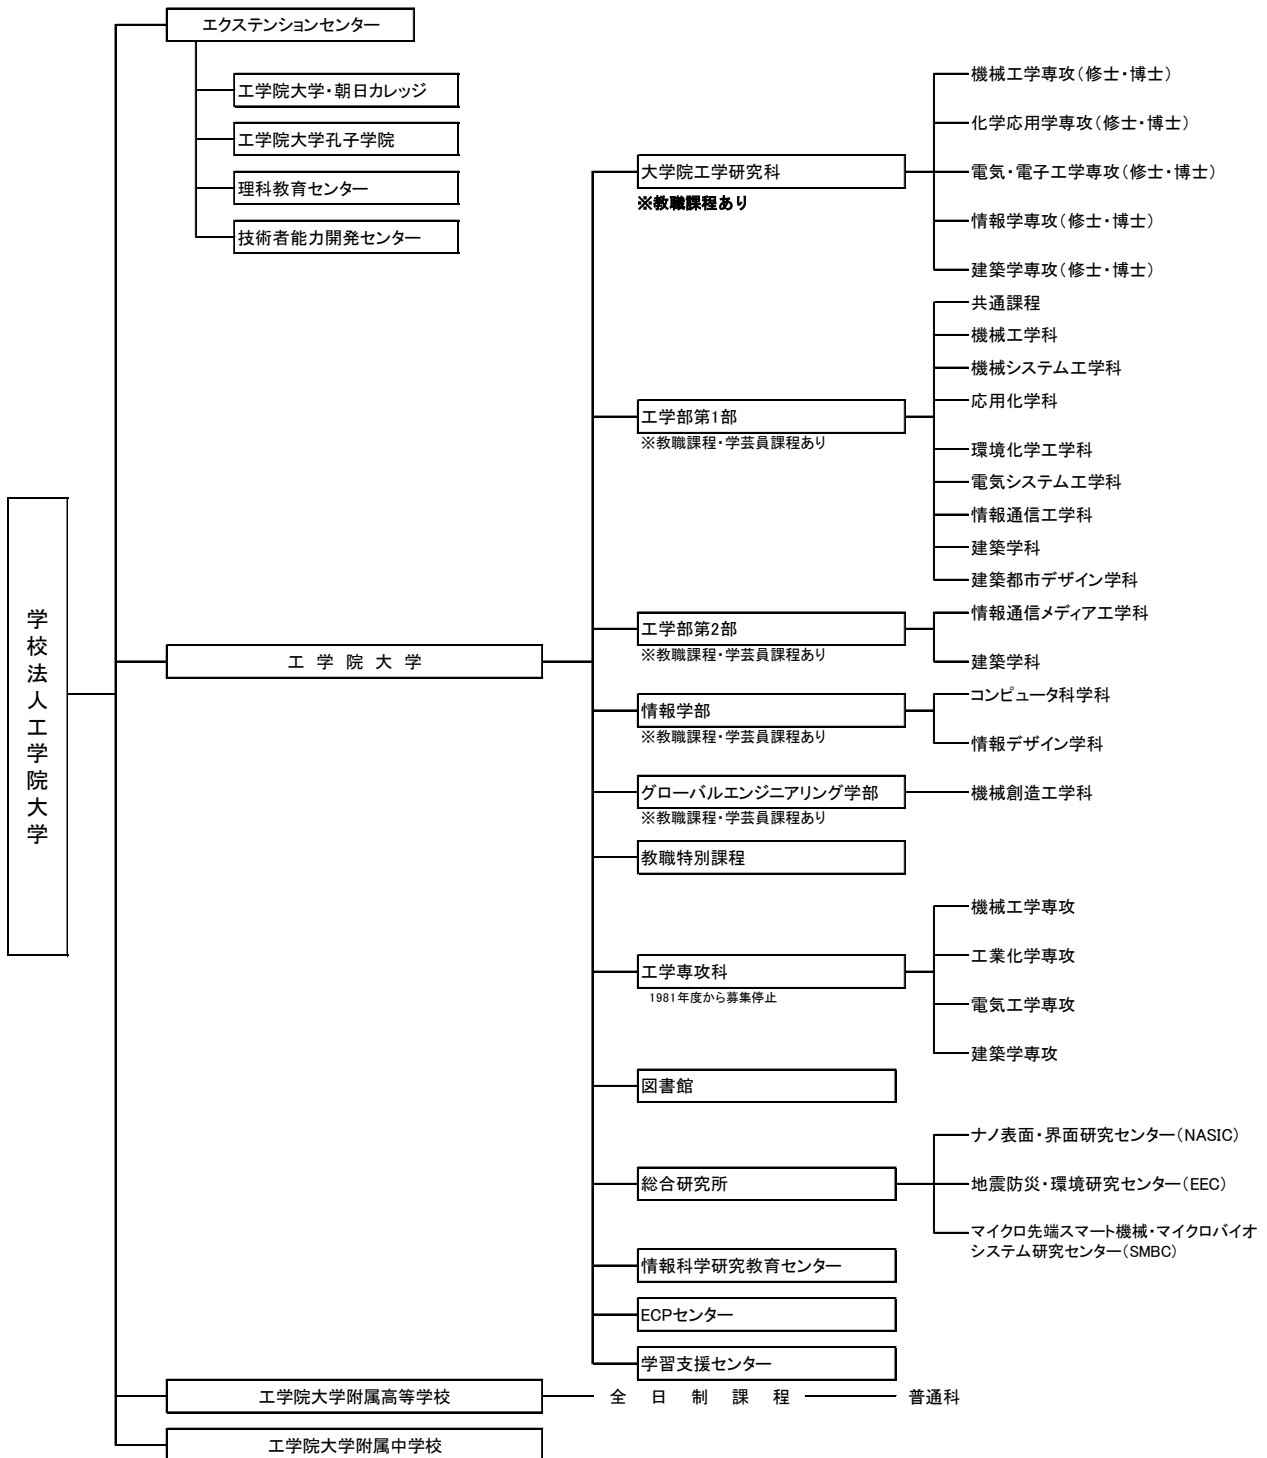 学校法人工学院大学
エクステンションセンター
工学院大学・朝日カレッジ
工学院大学孔子学院
理科教育センター
技術者能力開発センター
工学院大学
大学院工学研究科
※教職課程あり
機械工学専攻(修士・博士)
化学応用学専攻(修士・博士)
電気・電子工学専攻(修士・博士)
情報学専攻(修士・博士)
建築学専攻(修士・博士)
工学部第1部
※教職課程・学芸員課程あり
共通課程
機械工学科
機械システム工学科
応用化学科
環境化学工学科
電気システム工学科
情報通信工学科
建築学科
建築都市デザイン学科
工学部第2部
※教職課程・学芸員課程あり
情報通信メディア工学科
建築学科
情報学部
※教職課程・学芸員課程あり
コンピュータ科学科
情報デザイン学科
グローバルエンジニアリング学部
※教職課程・学芸員課程あり
機械創造工学科
教職特別課程
工学専攻科
1981年度から募集停止
機械工学専攻
工業化学専攻
電気工学専攻
建築学専攻
図書館
総合研究所
ナノ表面・界面研究センター(NASIC)
地震防災・環境研究センター(EEC)
マイクロ先端スマート機械・マイクロバイオ
システム研究センター(SMBC)
情報科学研究教育センター
ECPセンター
学習支援センター
工学院大学附属高等学校
全日制課程
普通科
工学院大学附属中学校